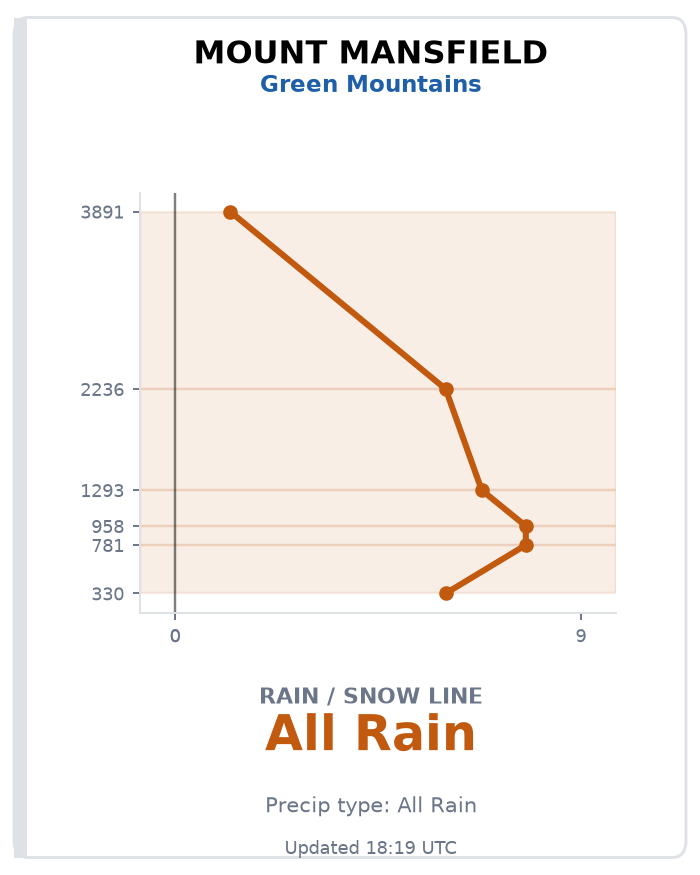 MOUNT MANSFIELD
Green Mountains
3891
2236
1293
958
781
330
0
9
RAIN / SNOW LINE
All Rain
Precip type: All Rain
Updated 18:19 UTC